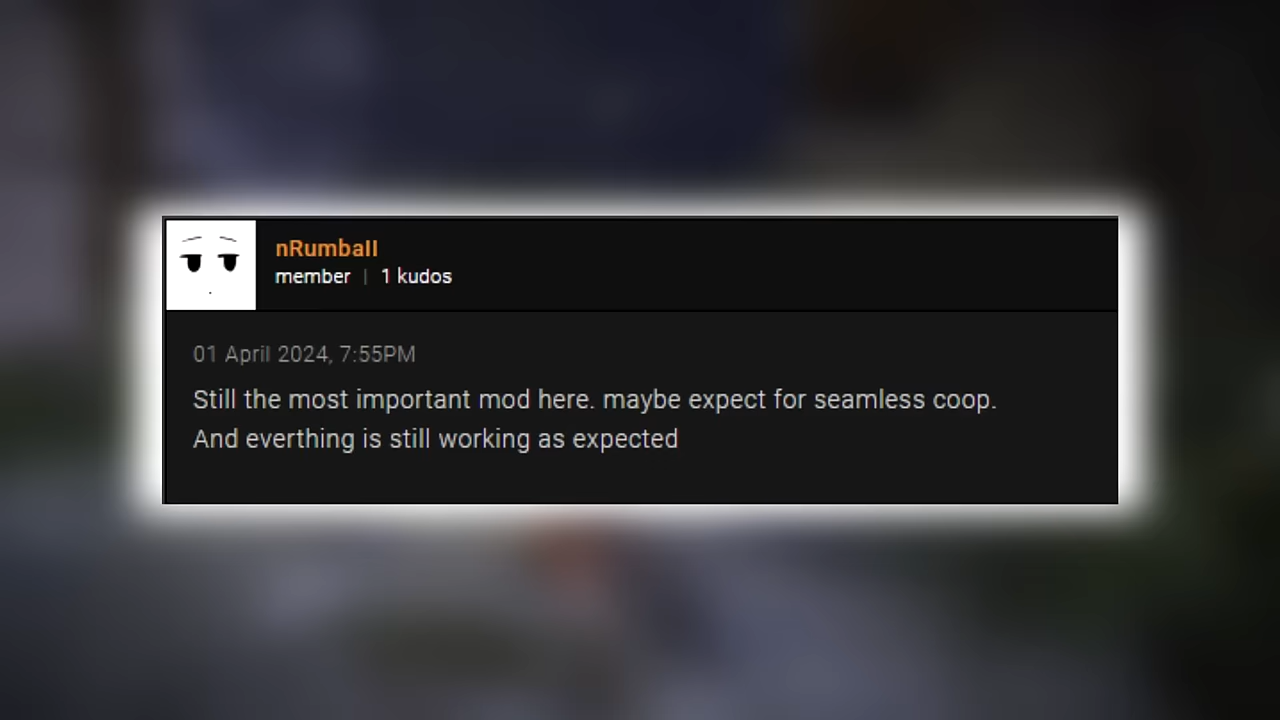 nRumball
member | 1 kudos
01 April 2024, 7:55PM
Still the most important mod here. maybe expect for seamless coop.
And everthing is still working as expected